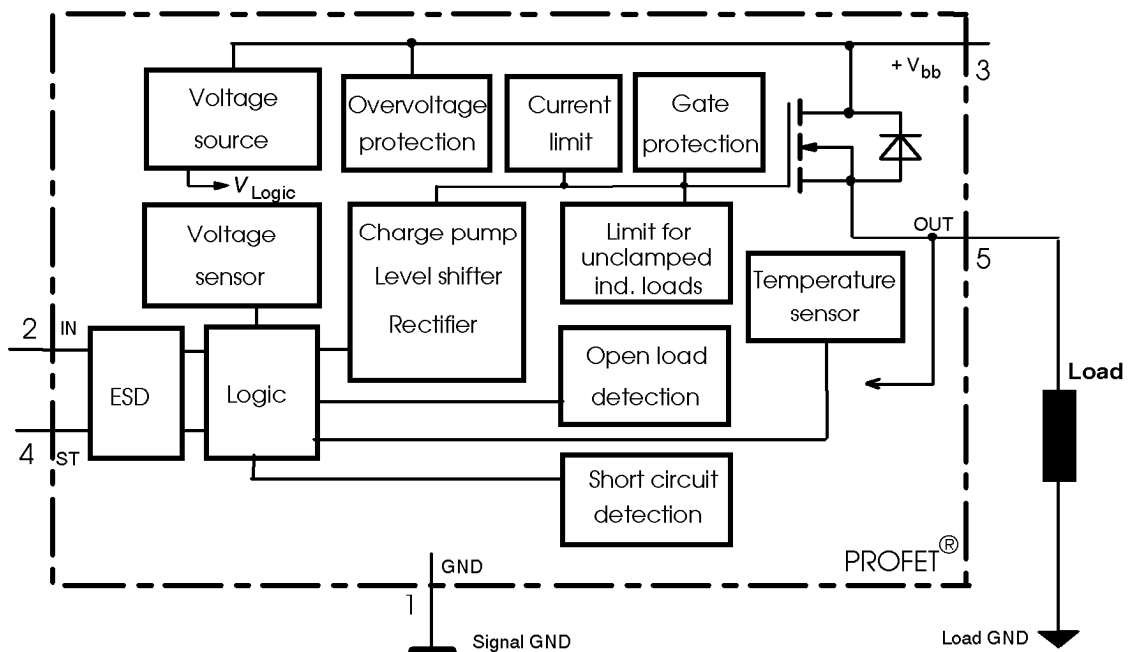 + Vbb
3
Voltage
source
Overvoltage
protection
Current
limit
Gate
protection
VLogic
Voltage
sensor
Charge pump
Level shifter
Rectifier
Limit for
unclamped
ind. loads
OUT
5
Temperature
sensor
2
IN
ESD
Logic
Open load
detection
Load
4
ST
Short circuit
detection
PROFET®
GND
1
Signal GND
Load GND